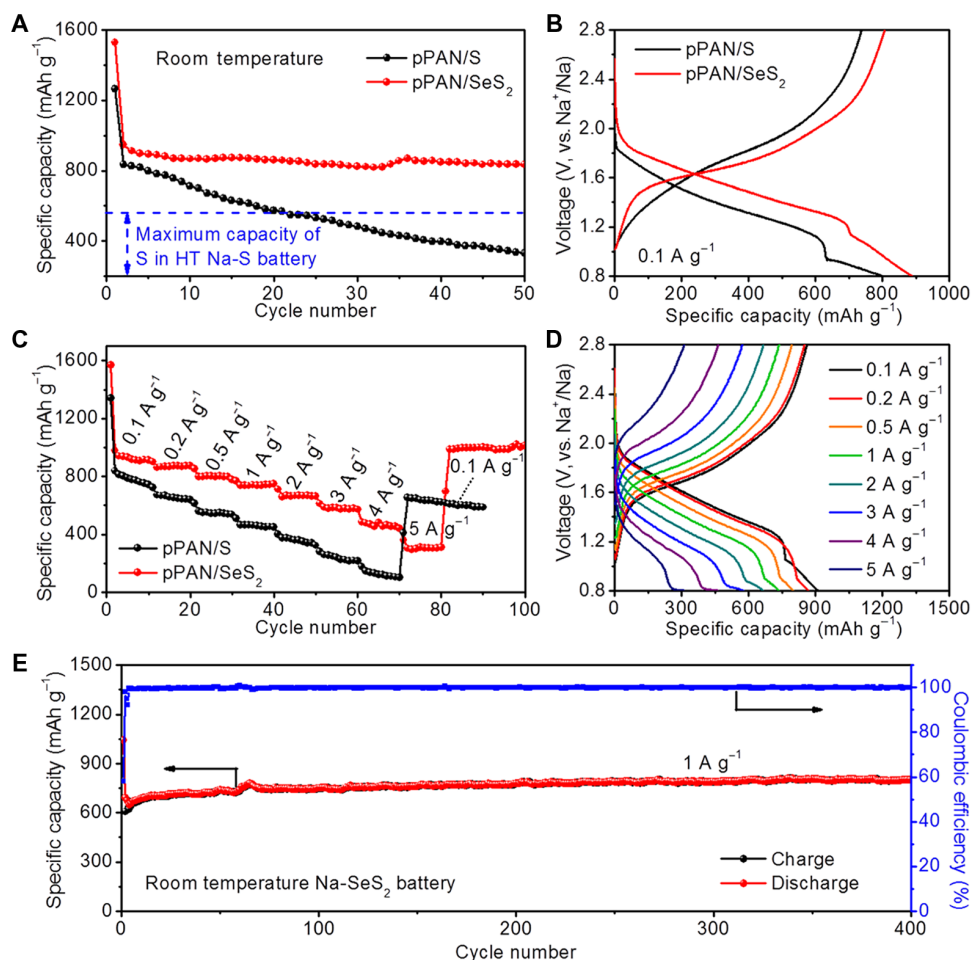 A
Specific capacity (mAh g⁻¹)
1600
1200
800
400
Room temperature
pPAN/S
pPAN/SeS₂
Maximum capacity of
S in HT Na-S battery
0 10 20 30 40 50
Cycle number
B
Voltage (V, vs. Na⁺/Na)
2.8
2.4
2.0
1.6
1.2
0.8
pPAN/S
pPAN/SeS₂
0.1 A g⁻¹
0 200 400 600 800 1000
Specific capacity (mAh g⁻¹)
C
Specific capacity (mAh g⁻¹)
1600
1200
800
400
0
0.1 A g⁻¹
0.2 A g⁻¹
0.5 A g⁻¹
1 A g⁻¹
2 A g⁻¹
3 A g⁻¹
4 A g⁻¹
5 A g⁻¹
0.1 A g⁻¹
pPAN/S
pPAN/SeS₂
0 20 40 60 80 100
Cycle number
D
Voltage (V, vs. Na⁺/Na)
2.8
2.4
2.0
1.6
1.2
0.8
0.1 A g⁻¹
0.2 A g⁻¹
0.5 A g⁻¹
1 A g⁻¹
2 A g⁻¹
3 A g⁻¹
4 A g⁻¹
5 A g⁻¹
0 300 600 900 1200 1500
Specific capacity (mAh g⁻¹)
E
Specific capacity (mAh g⁻¹)
1500
1200
900
600
300
0
1 A g⁻¹
Room temperature Na-SeS₂ battery
Charge
Discharge
100
80
60
40
20
0
Coulombic efficiency (%)
0 100 200 300 400
Cycle number